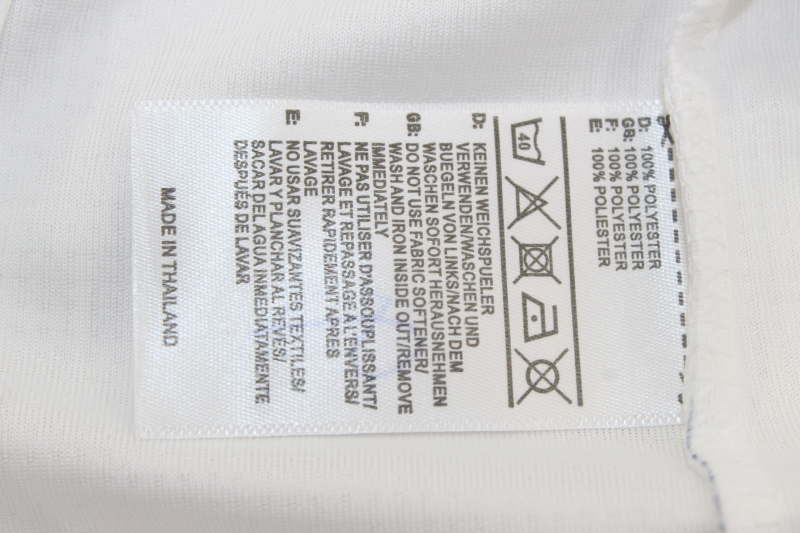 D: 100% POLYESTER
GB: 100% POLYESTER
F: 100% POLYESTER
E: 100% POLIESTER
40
D: KEINEN WEICHSPUELER
VERWENDEN/WASCHEN UND
BUEGELN VON LINKS/NACH DEM
WASCHEN SOFORT HERAUSNEHMEN
GB: DO NOT USE FABRIC SOFTENER/
WASH AND IRON INSIDE OUT/REMOVE
IMMEDIATELY
F: NE PAS UTILISER D'ASSOUPLISSANT/
LAVAGE ET REPASSAGE A L'ENVERS/
RETIRER RAPIDEMENT APRES
LAVAGE
E: NO USAR SUAVIZANTES TEXTILES/
LAVAR Y PLANCHAR AL REVÉS/
SACAR DEL AGUA INMEDIATAMENTE
DESPUÉS DE LAVAR
MADE IN THAILAND